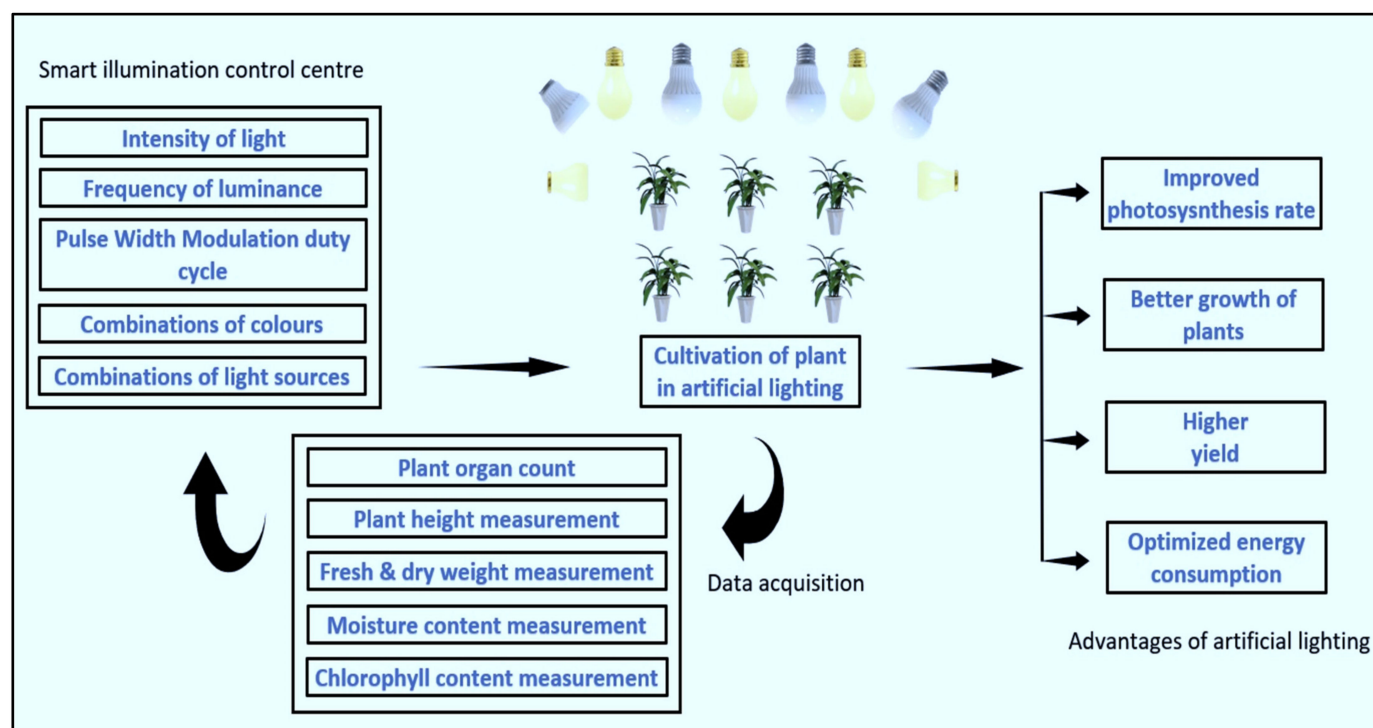 Smart illumination control centre
Intensity of light
Frequency of luminance
Pulse Width Modulation duty
cycle
Combinations of colours
Combinations of light sources
Cultivation of plant
in artificial lighting
Plant organ count
Plant height measurement
Fresh & dry weight measurement
Moisture content measurement
Chlorophyll content measurement
Data acquisition
Improved
photosysnthesis rate
Better growth of
plants
Higher
yield
Optimized energy
consumption
Advantages of artificial lighting